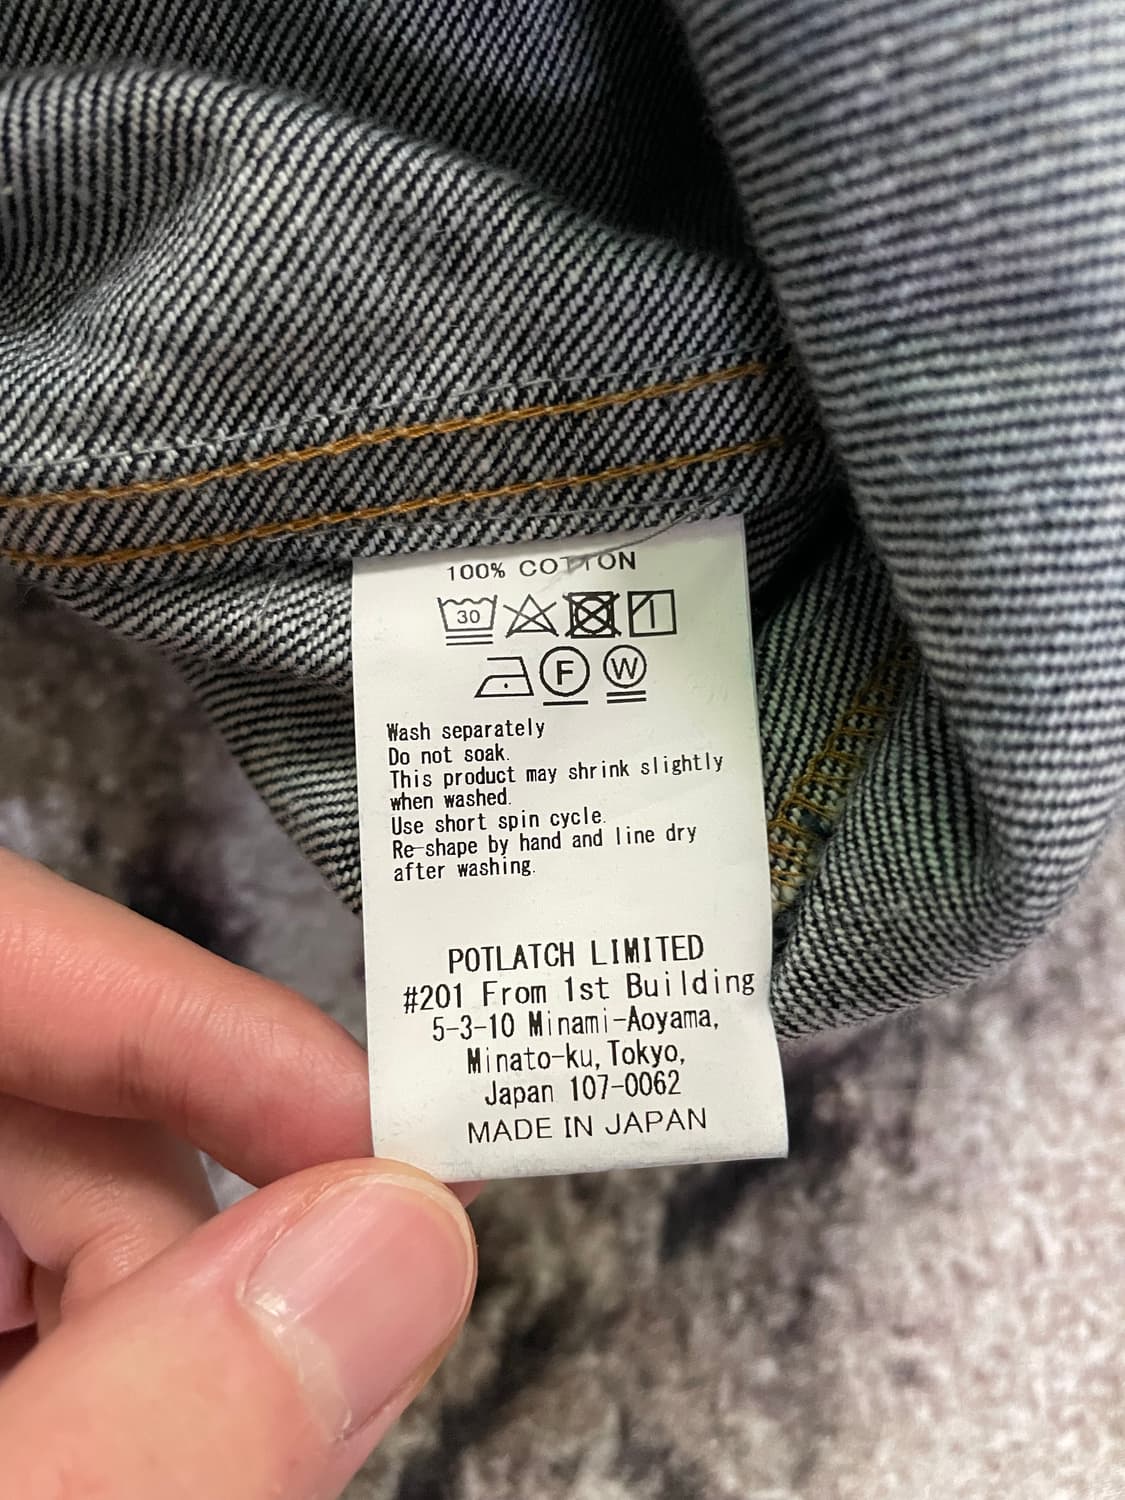 100% COTTON
30
F W
Wash separately
Do not soak.
This product may shrink slightly
when washed.
Use short spin cycle.
Re-shape by hand and line dry
after washing.
POTLATCH LIMITED
#201 From 1st Building
5-3-10 Minami-Aoyama,
Minato-ku, Tokyo,
Japan 107-0062
MADE IN JAPAN